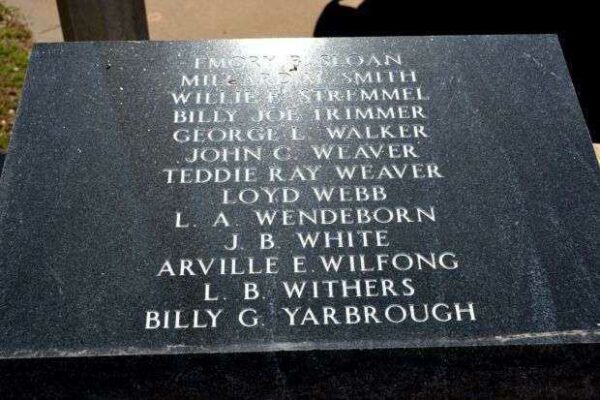 EMORY P. SLOAN
MILLARD M. SMITH
WILLIE E. STREMMEL
BILLY JOE TRIMMER
GEORGE L. WALKER
JOHN C. WEAVER
TEDDIE RAY WEAVER
LOYD WEBB
L. A. WENDEBORN
J. B. WHITE
ARVILLE E. WILFONG
L. B. WITHERS
BILLY G. YARBROUGH